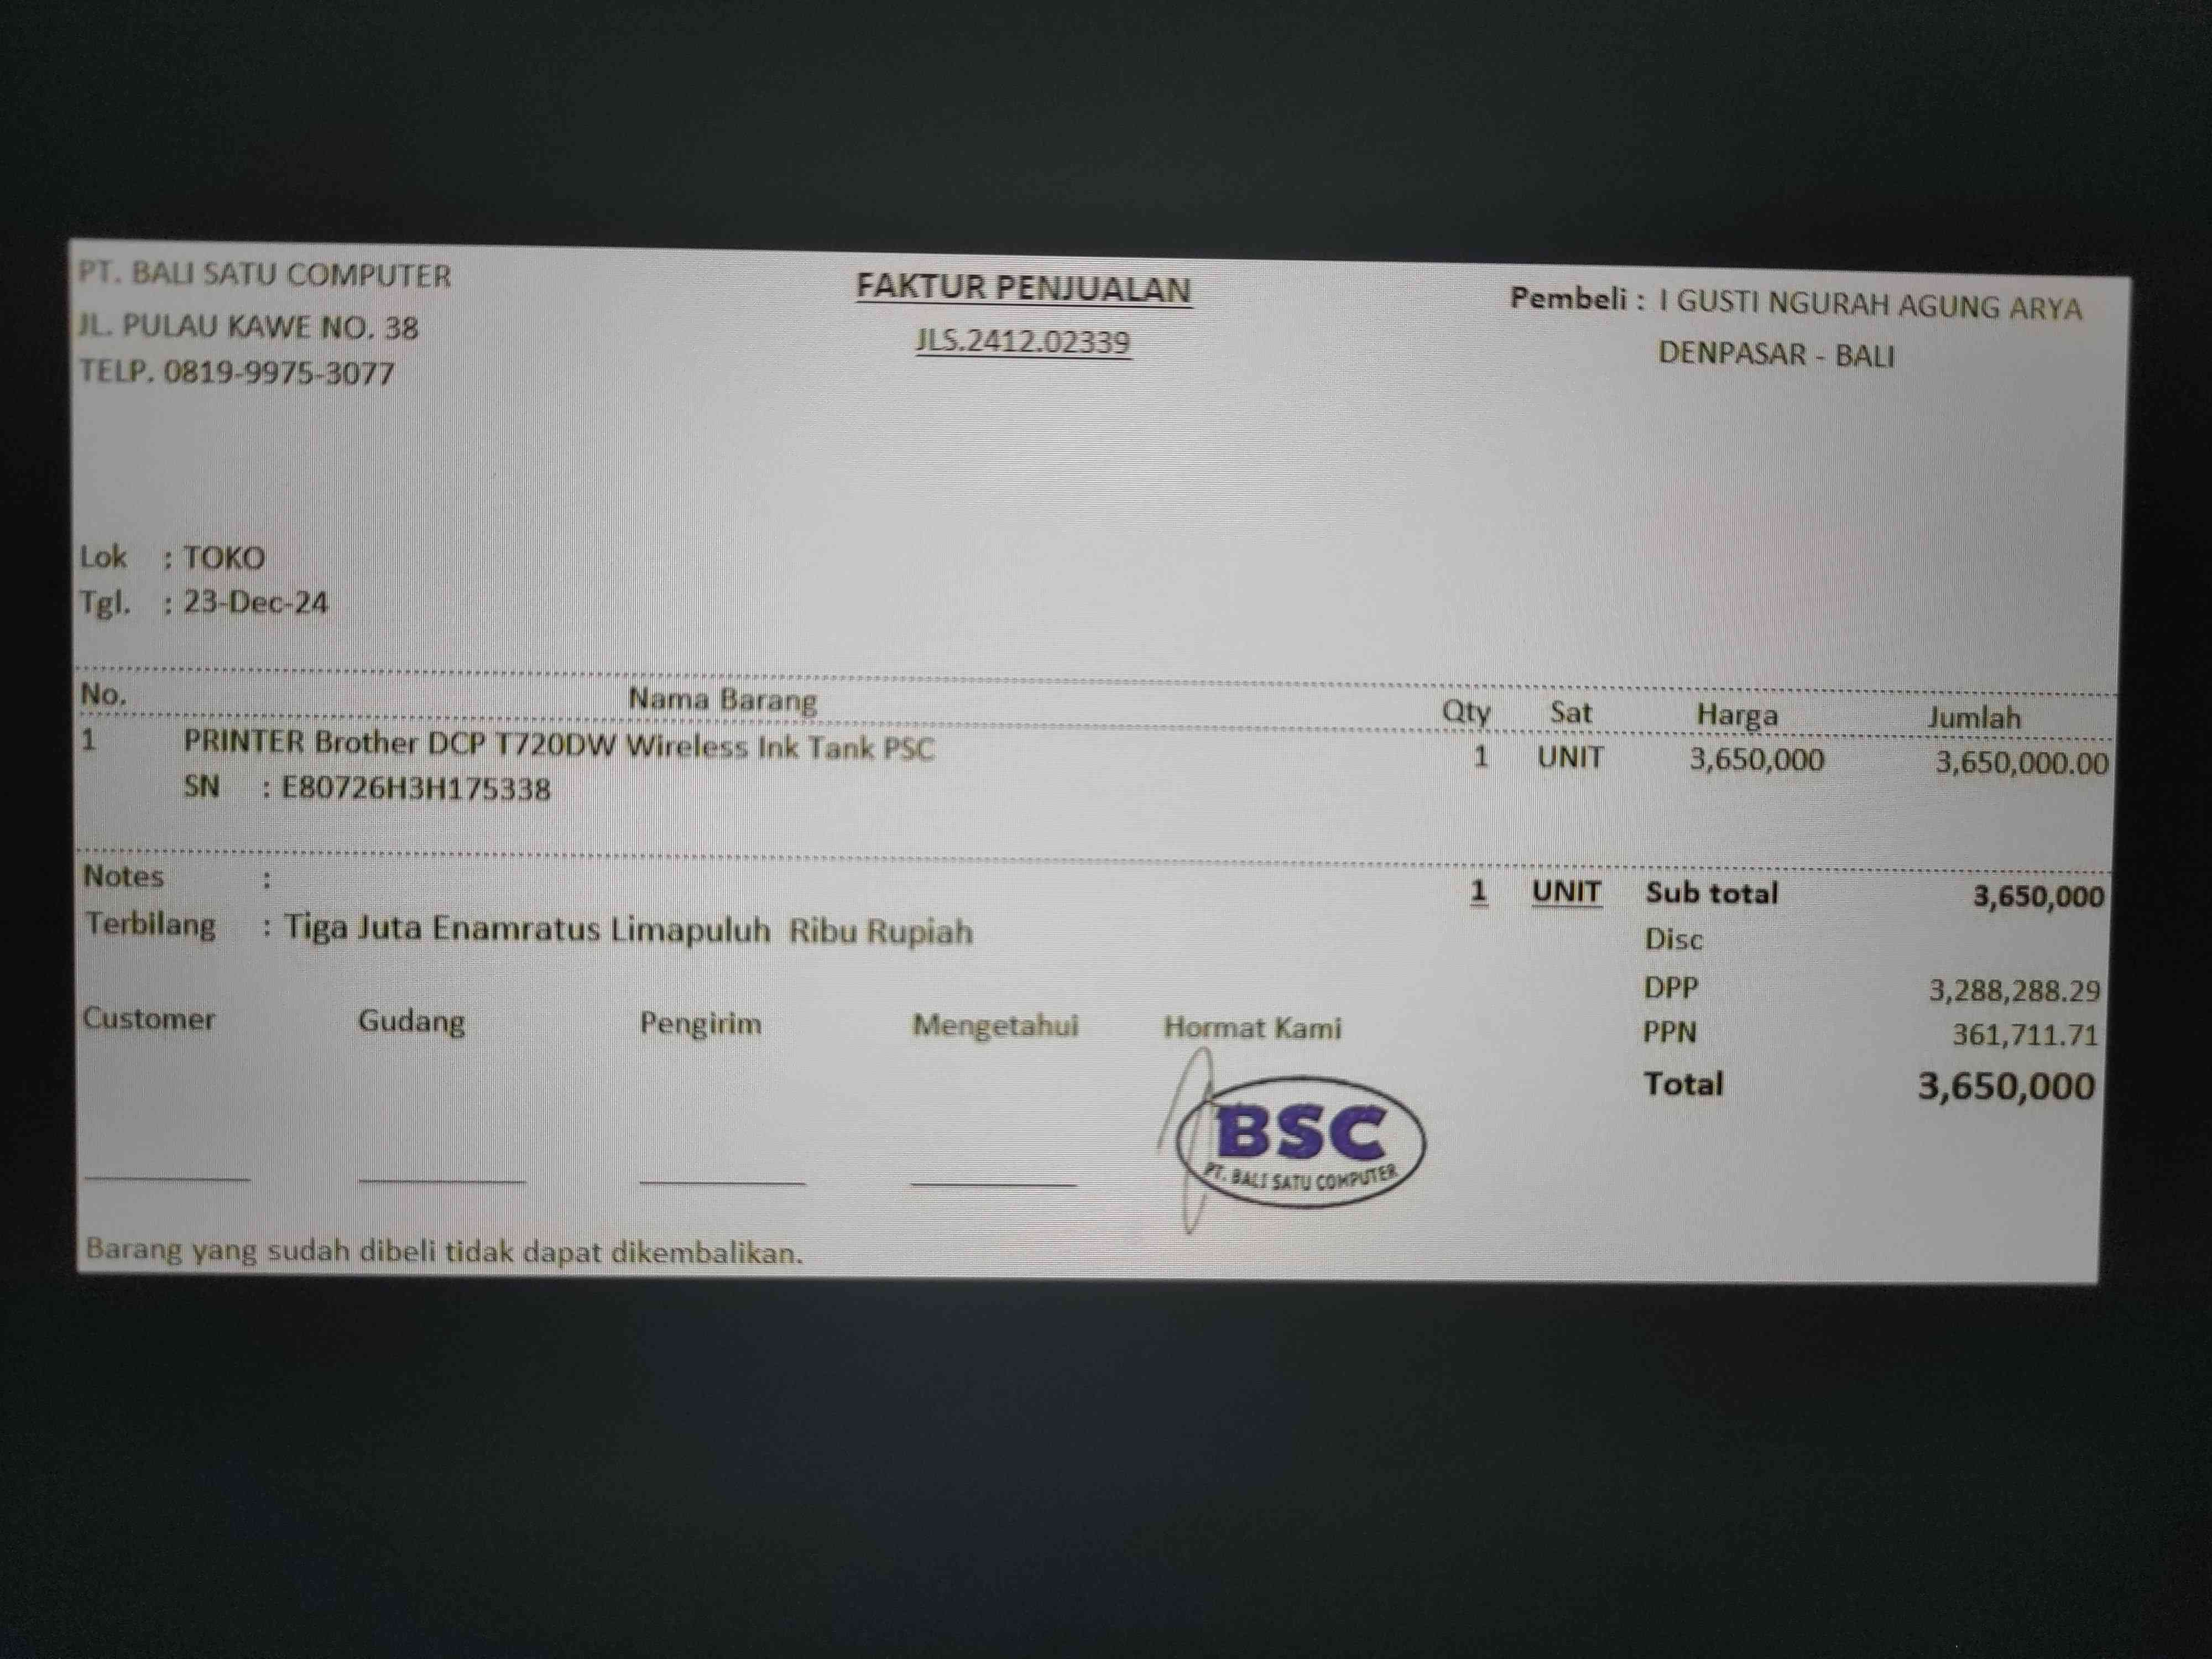 PT. BALI SATU COMPUTER
JL. PULAU KAWE NO. 38
TELP. 0819-9975-3077
FAKTUR PENJUALAN
JLS.2412.02339
Pembeli : I GUSTI NGURAH AGUNG ARYA
DENPASAR - BALI
Lok : TOKO
Tgl. : 23-Dec-24
No. Nama Barang Qty Sat Harga Jumlah
1 PRINTER Brother DCP T720DW Wireless Ink Tank PSC 1 UNIT 3,650,000 3,650,000.00
SN : E80726H3H175338
Notes : 1 UNIT Sub total 3,650,000
Terbilang : Tiga Juta Enamratus Limapuluh Ribu Rupiah
Disc
DPP 3,288,288.29
PPN 361,711.71
Total 3,650,000
Customer Gudang Pengirim Mengetahui Hormat Kami
BSC
PT. BALI SATU COMPUTER
Barang yang sudah dibeli tidak dapat dikembalikan.